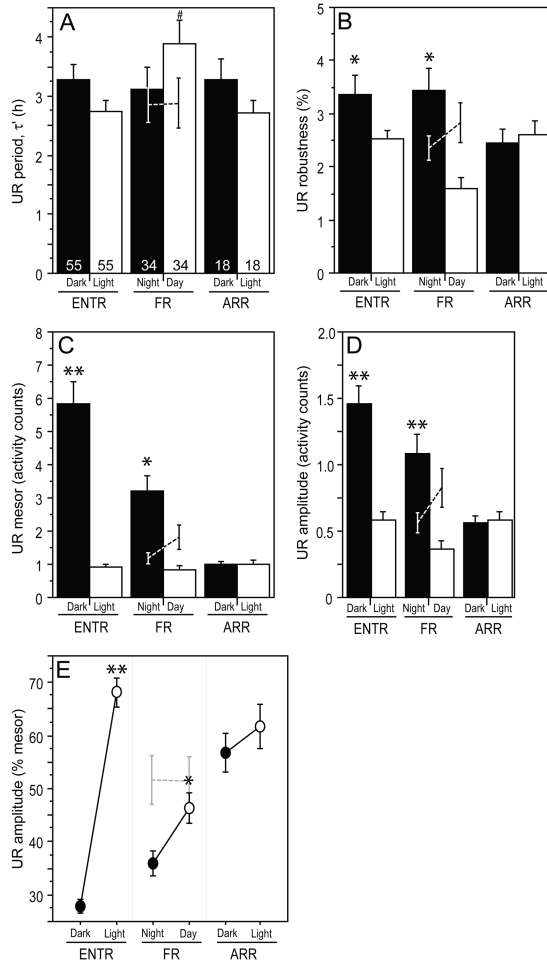 A
UR period, τ' (h)
5
4
3
2
1
0
#
55 55 34 34 18 18
Dark Light Night Day Dark Light
ENTR FR ARR
B
UR robustness (%)
5
4
3
2
1
0
* *
Dark Light Night Day Dark Light
ENTR FR ARR
C
UR mesor (activity counts)
8
7
6
5
4
3
2
1
0
** *
Dark Light Night Day Dark Light
ENTR FR ARR
D
UR amplitude (activity counts)
2.0
1.5
1.0
0.5
0
** **
Dark Light Night Day Dark Light
ENTR FR ARR
E
UR amplitude (% mesor)
70
60
50
40
30
** *
Dark Light Night Day Dark Light
ENTR FR ARR